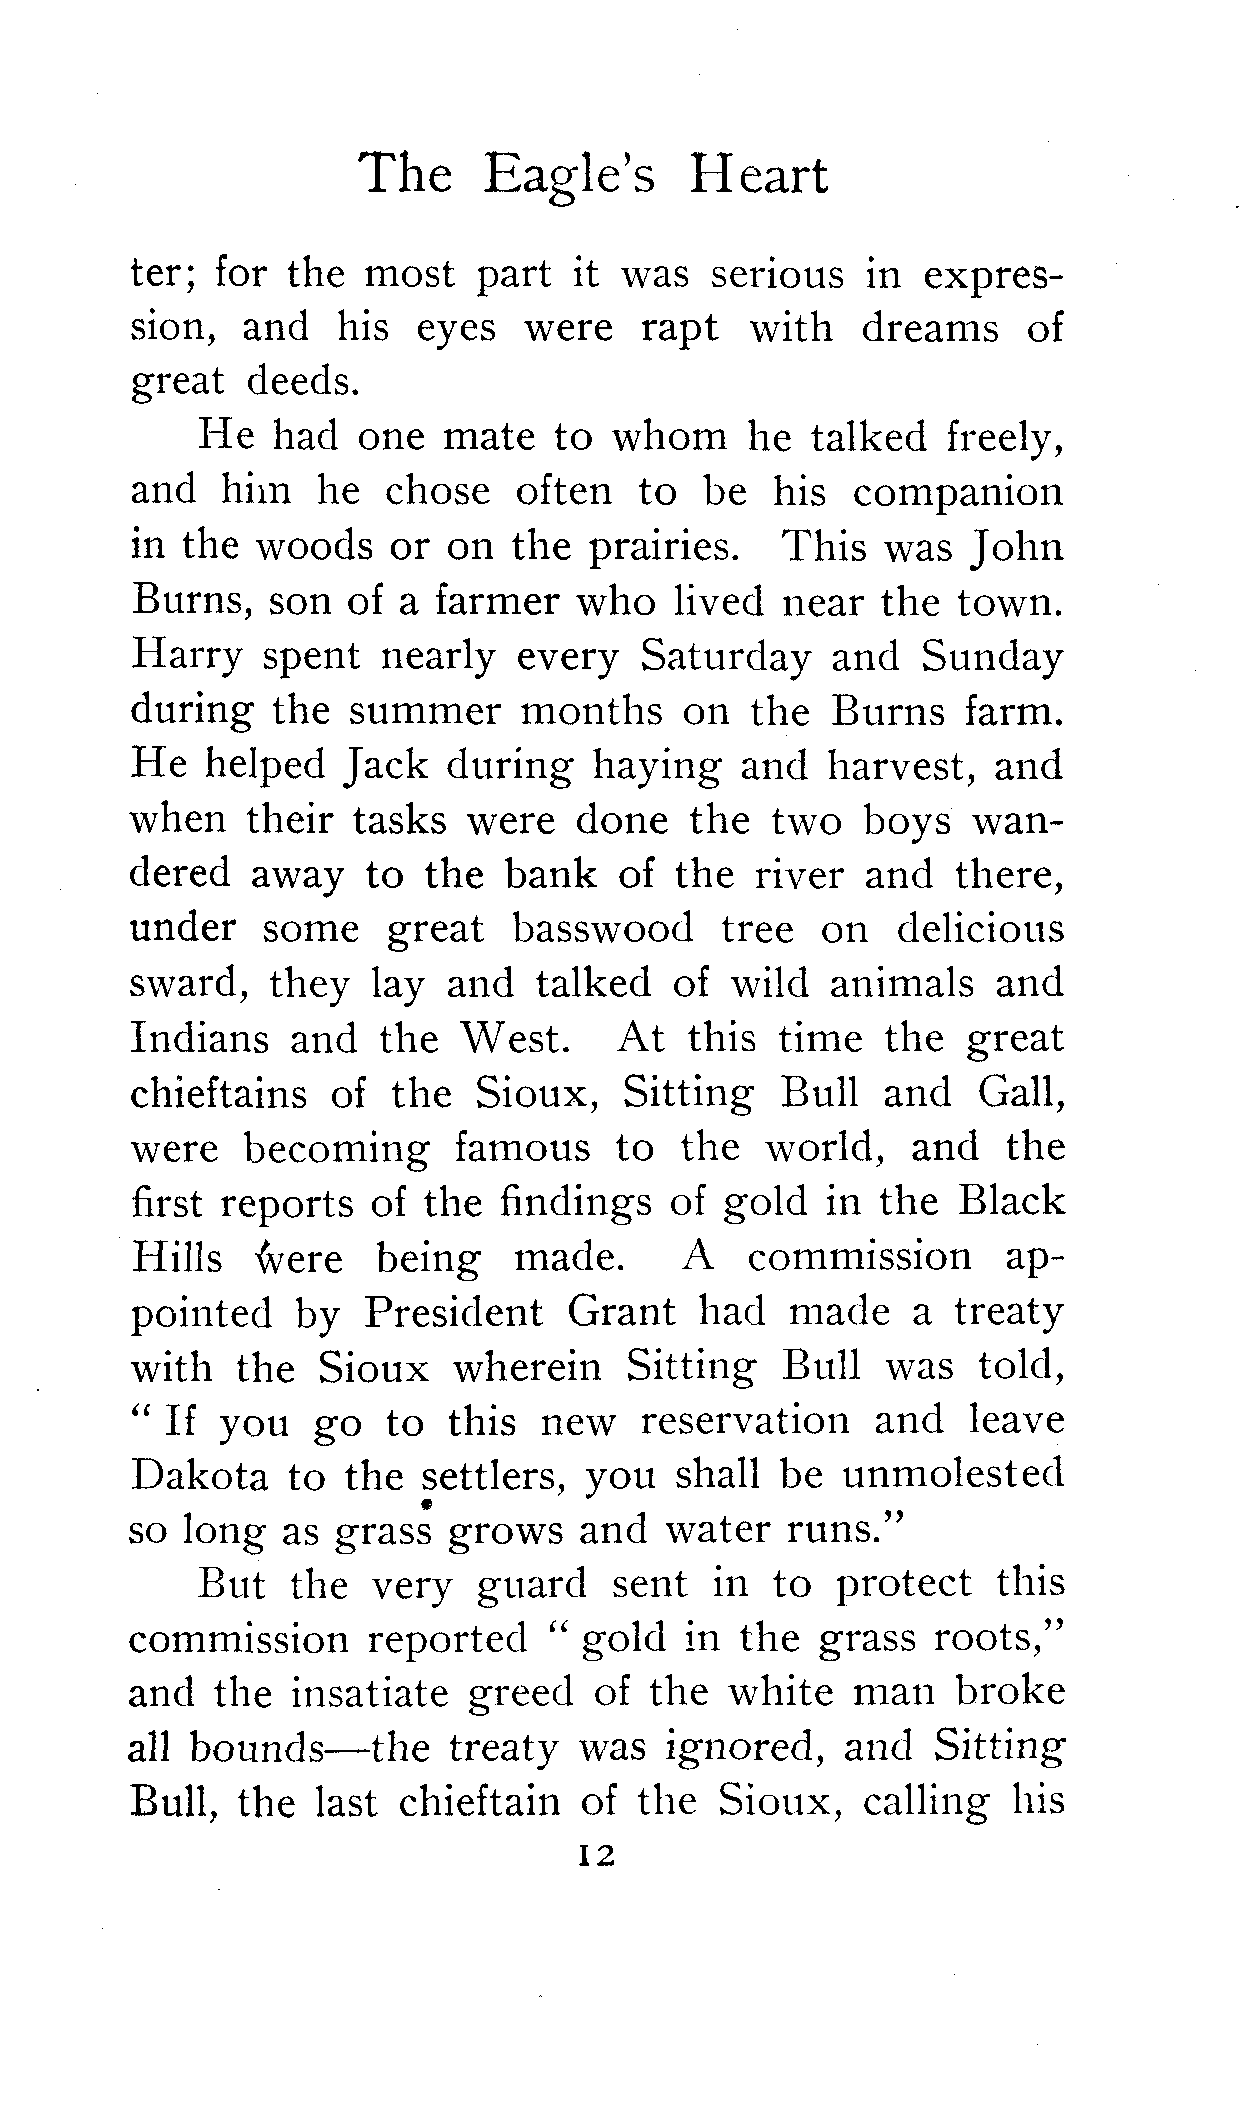 The Eagle's Heart
ter; for the most part it was serious in expres-
sion, and his eyes were rapt with dreams of
great deeds.
He had one mate to whom he talked freely,
and him he chose often to be his companion
in the woods or on the prairies. This was John
Burns, son of a farmer who lived near the town.
Harry spent nearly every Saturday and Sunday
during the summer months on the Burns farm.
He helped Jack during haying and harvest, and
when their tasks were done the two boys wan-
dered away to the bank of the river and there,
under some great basswood tree on delicious
sward, they lay and talked of wild animals and
Indians and the West. At this time the great
chieftains of the Sioux, Sitting Bull and Gall,
were becoming famous to the world, and the
first reports of the findings of gold in the Black
Hills were being made. A commission ap-
pointed by President Grant had made a treaty
with the Sioux wherein Sitting Bull was told,
" If you go to this new reservation and leave
Dakota to the settlers, you shall be unmolested
so long as grass grows and water runs."
But the very guard sent in to protect this
commission reported " gold in the grass roots,"
and the insatiate greed of the white man broke
all bounds—the treaty was ignored, and Sitting
Bull, the last chieftain of the Sioux, calling his
12